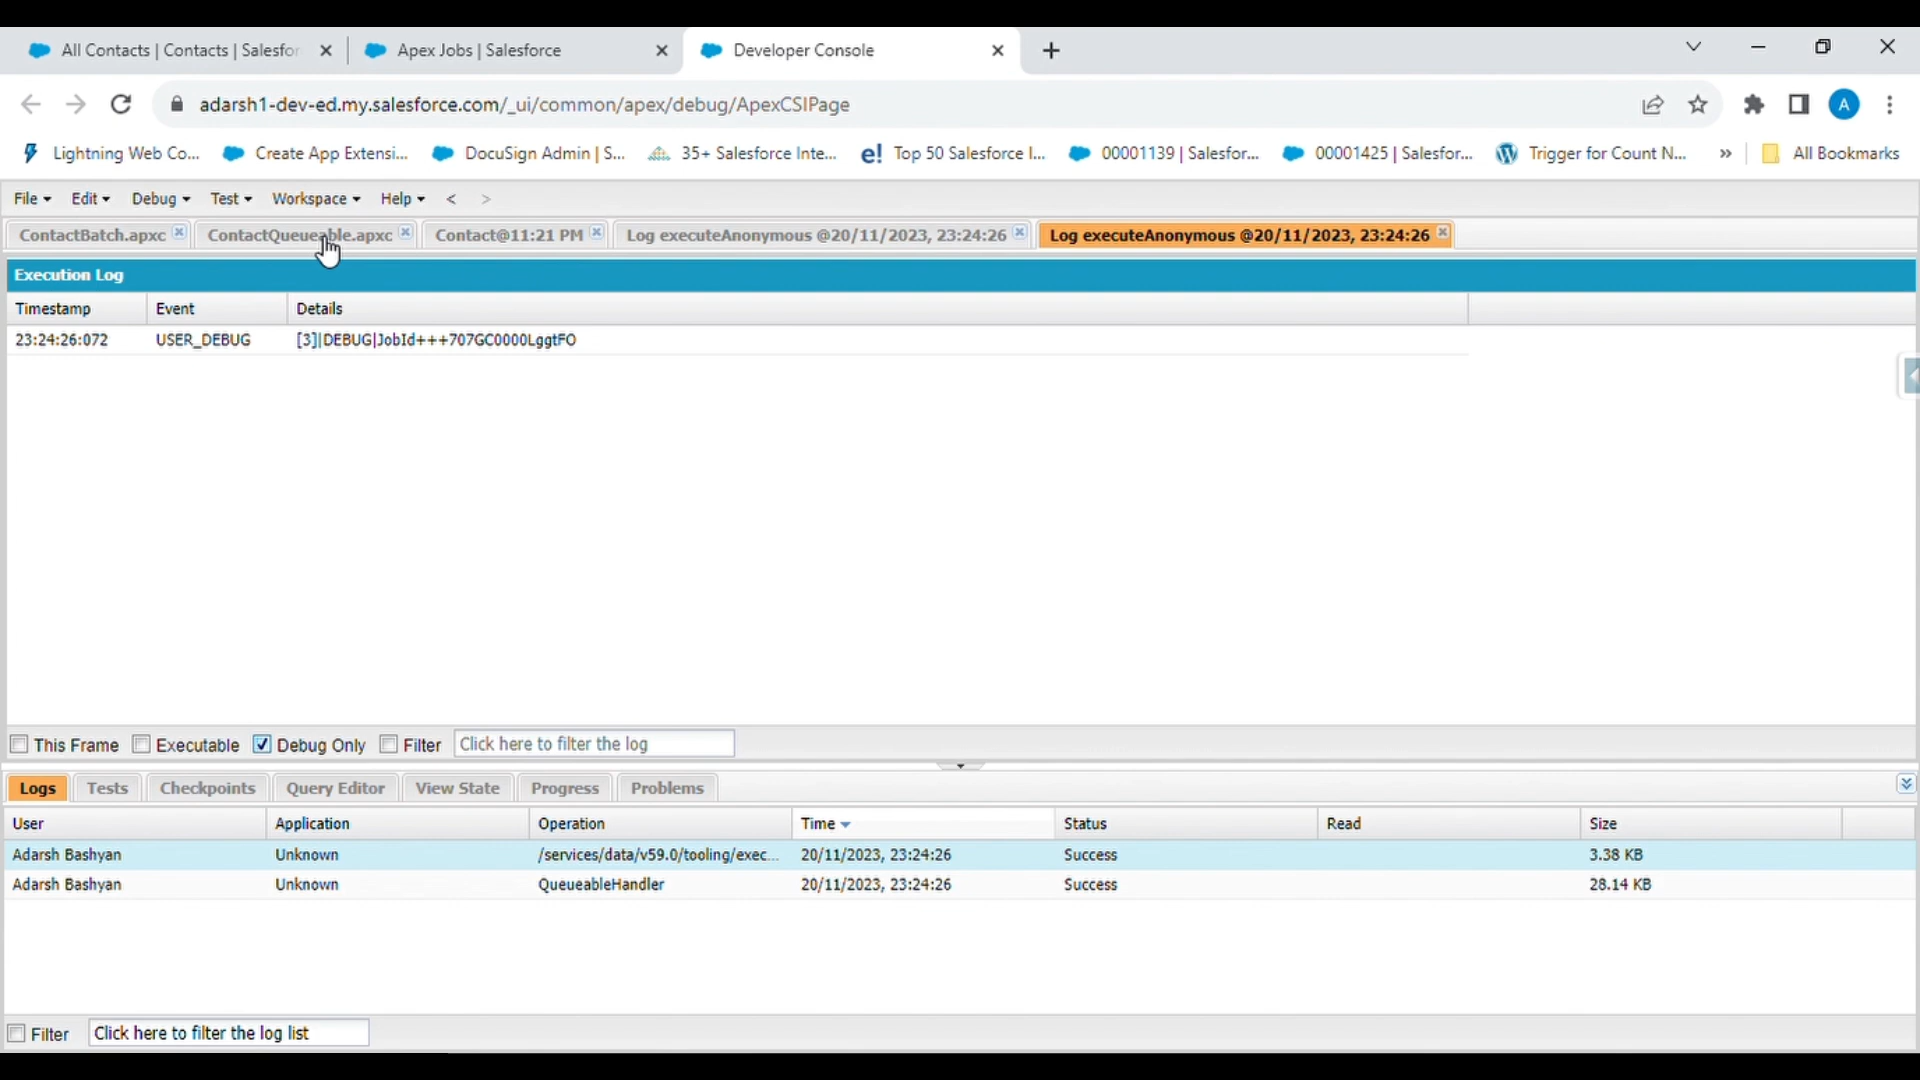 All Contacts | Contacts | Salesfor
Apex Jobs | Salesforce
Developer Console
adarsh1-dev-ed.my.salesforce.com/_ui/common/apex/debug/ApexCSIPage
A
Lightning Web Co...
Create App Extensi...
DocuSign Admin | S...
35+ Salesforce Inte...
e!
Top 50 Salesforce I...
00001139 | Salesfor...
00001425 | Salesfor...
Trigger for Count N...
»
All Bookmarks
File
Edit
Debug
Test
Workspace
Help
<
>
ContactBatch.apxc
ContactQueueable.apxc
Contact@11:21 PM
Log executeAnonymous @20/11/2023, 23:24:26
Log executeAnonymous @20/11/2023, 23:24:26
Execution Log
Timestamp Event Details
23:24:26:072 USER_DEBUG [3]|DEBUG|JobId+++707GC0000LggtFO
This Frame Executable Debug Only Filter Click here to filter the log
Logs Tests Checkpoints Query Editor View State Progress Problems
User Application Operation Time Status Read Size
Adarsh Bashyan Unknown /services/data/v59.0/tooling/exec... 20/11/2023, 23:24:26 Success 3.38 KB
Adarsh Bashyan Unknown QueueableHandler 20/11/2023, 23:24:26 Success 28.14 KB
Filter Click here to filter the log list